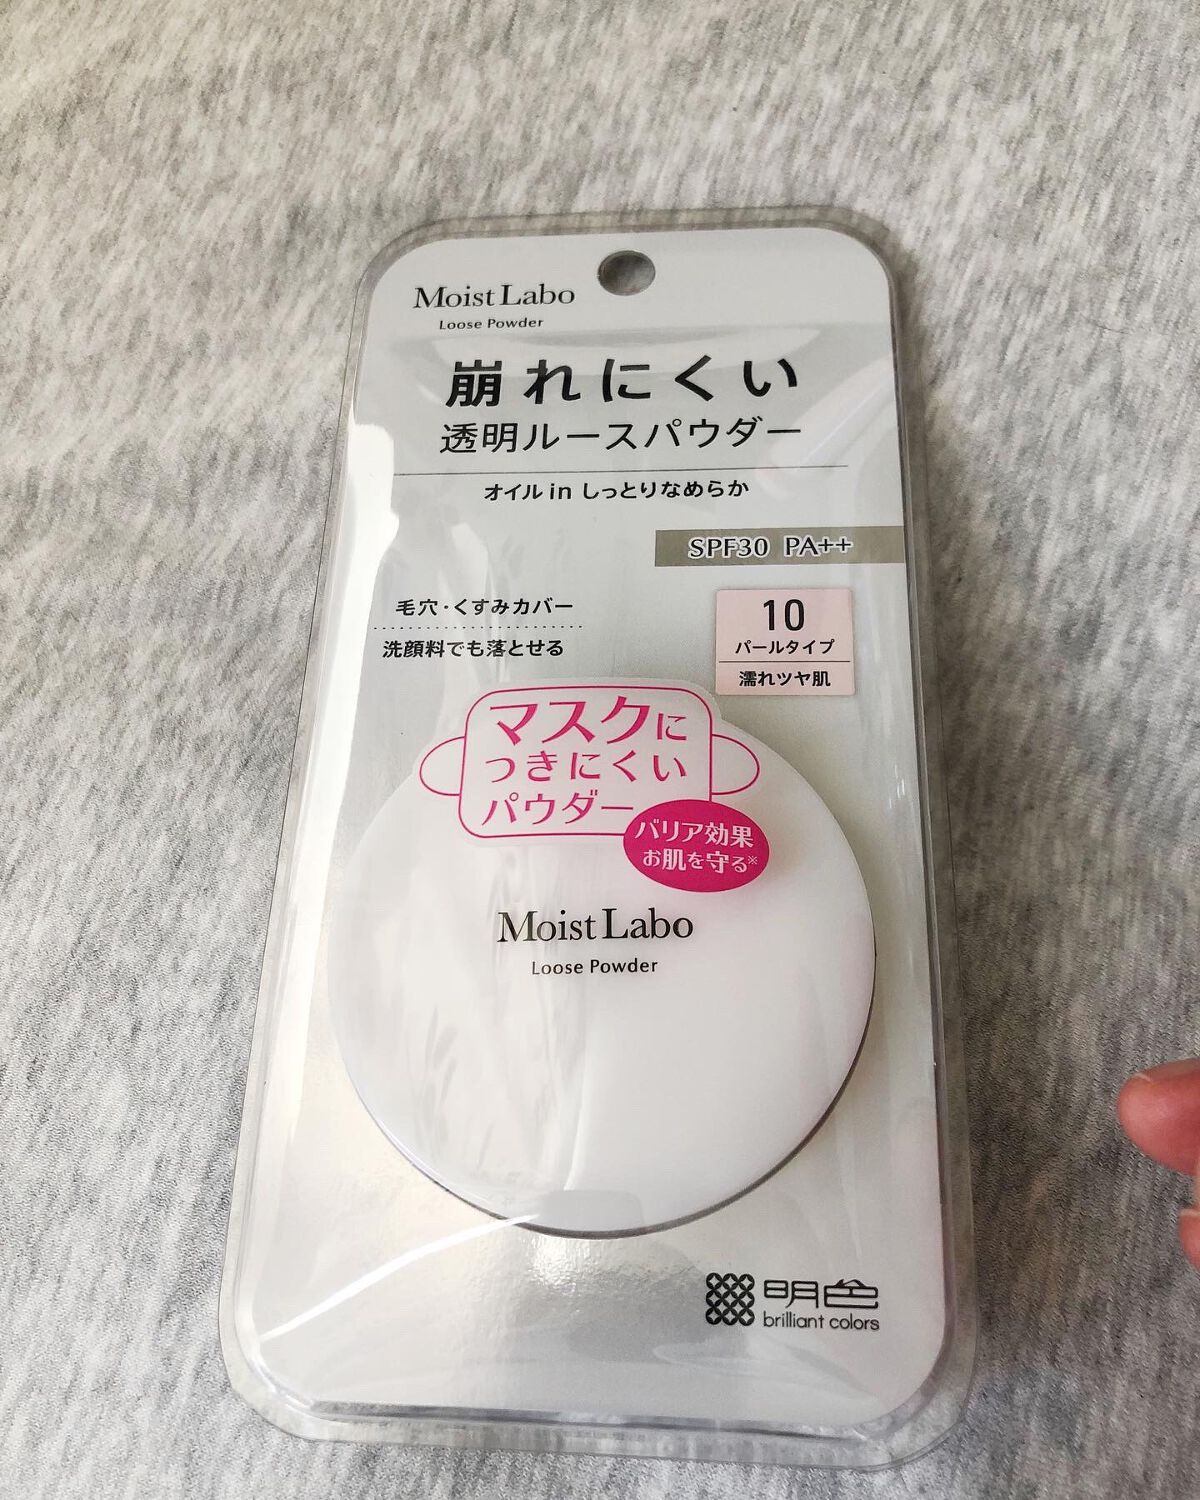 Moist Labo
Loose Powder
崩れにくい
透明ルースパウダー
オイル in しっとりなめらか
SPF30 PA++
毛穴・くすみカバー
洗顔料でも落とせる
10
パールタイプ
濡れツヤ肌
マスクに
つきにくい
パウダー
バリア効果
お肌を守る※
Moist Labo
Loose Powder
明色
brilliant colors